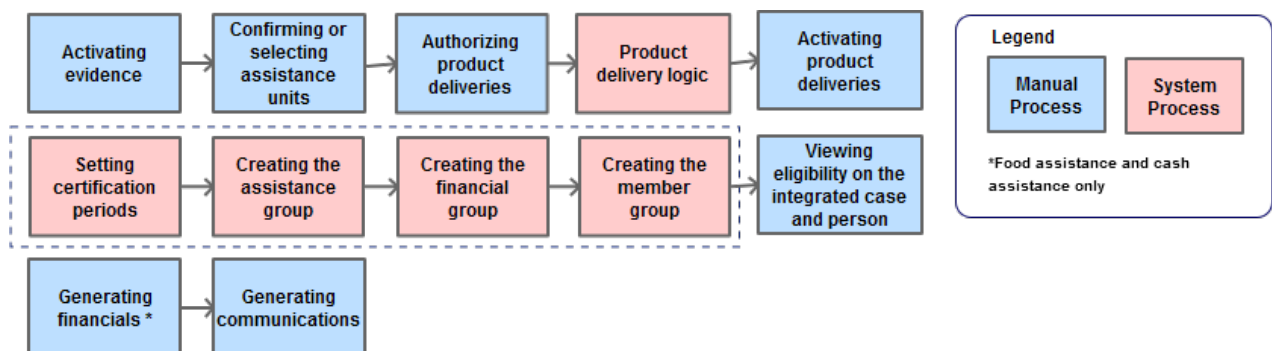 Activating
evidence
Confirming or
selecting
assistance
units
Authorizing
product
deliveries
Product
delivery logic
Activating
product
deliveries
Legend
Manual
Process
System
Process
*Food assistance and cash
assistance only
Setting
certification
periods
Creating the
assistance
group
Creating the
financial
group
Creating the
member
group
Viewing
eligibility on the
integrated case
and person
Generating
financials *
Generating
communications